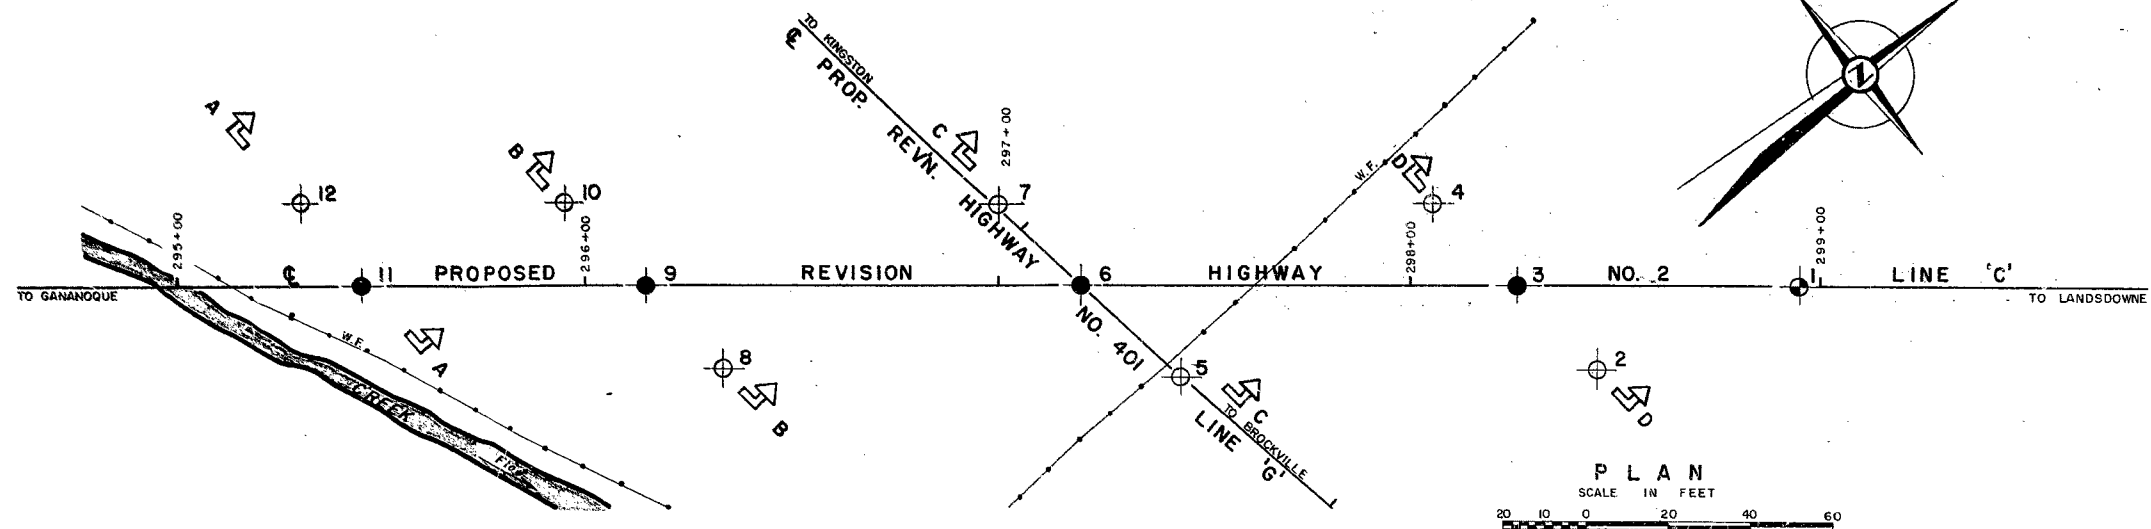 TO KINGSTON
℄ PROP. REV'N. HIGHWAY NO. 401 LINE 'G'
TO BROCKVILLE
A
B
C
D
297+00
W.F.
12
10
7
4
295+00
296+00
298+00
299+00
℄ PROPOSED REVISION HIGHWAY NO. 2 LINE 'C'
11
9
6
3
1
TO GANANOQUE
TO LANDSDOWNE
W.F.
A
8
B
5
C
2
D
CREEK
Flow
N
PLAN
SCALE IN FEET
20 10 0 20 40 60